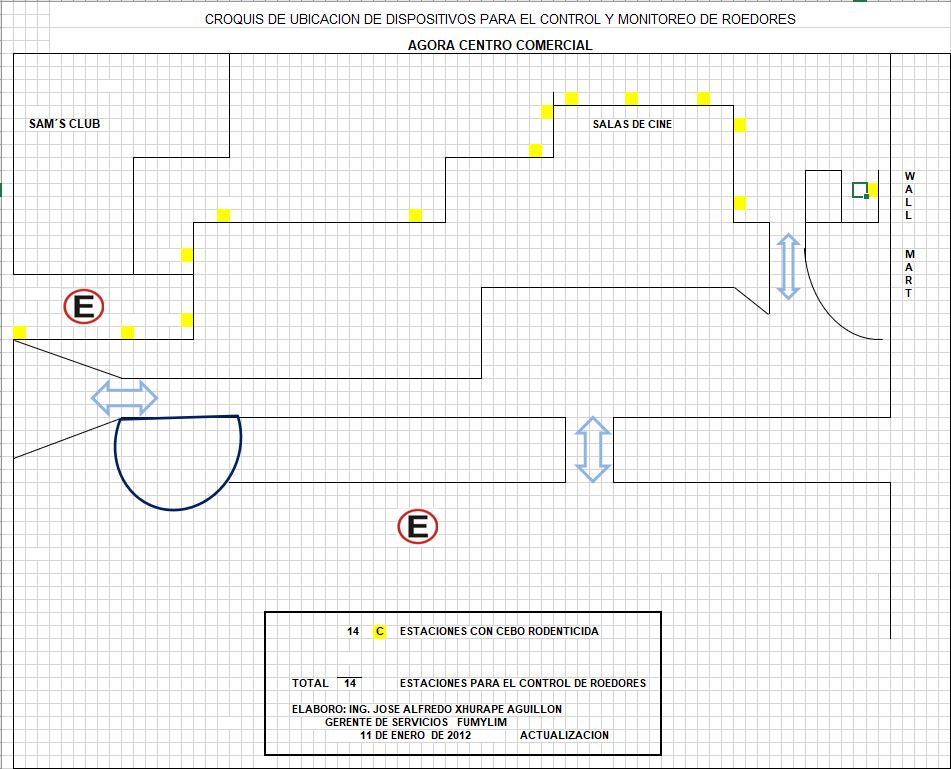 CROQUIS DE UBICACION DE DISPOSITIVOS PARA EL CONTROL Y MONITOREO DE ROEDORES
AGORA CENTRO COMERCIAL
SAM´S CLUB
SALAS DE CINE
W
A
L
L
M
A
R
T
E
E
14 C ESTACIONES CON CEBO RODENTICIDA
TOTAL 14 ESTACIONES PARA EL CONTROL DE ROEDORES
ELABORO: ING. JOSE ALFREDO XHURAPE AGUILLON
GERENTE DE SERVICIOS FUMYLIM
11 DE ENERO DE 2012 ACTUALIZACION